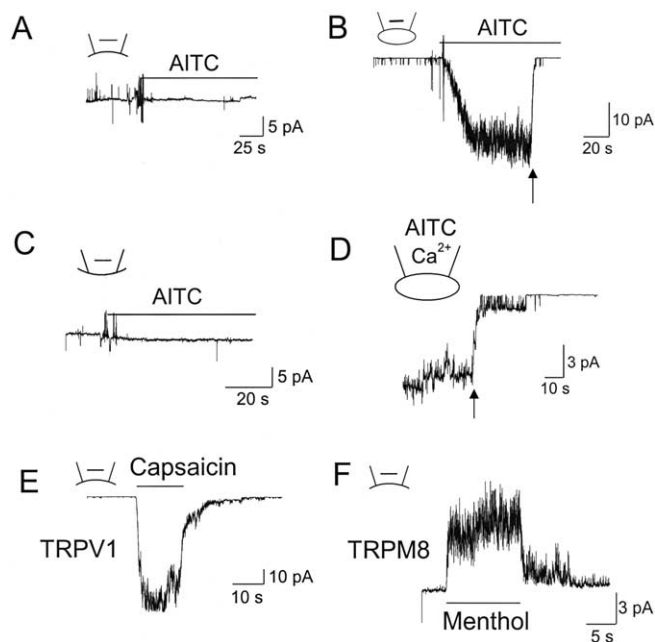 A
AITC
5 pA
25 s
B
AITC
10 pA
20 s
C
AITC
5 pA
20 s
D
AITC
Ca²⁺
3 pA
10 s
E
Capsaicin
TRPV1
10 pA
10 s
F
TRPM8
Menthol
3 pA
5 s